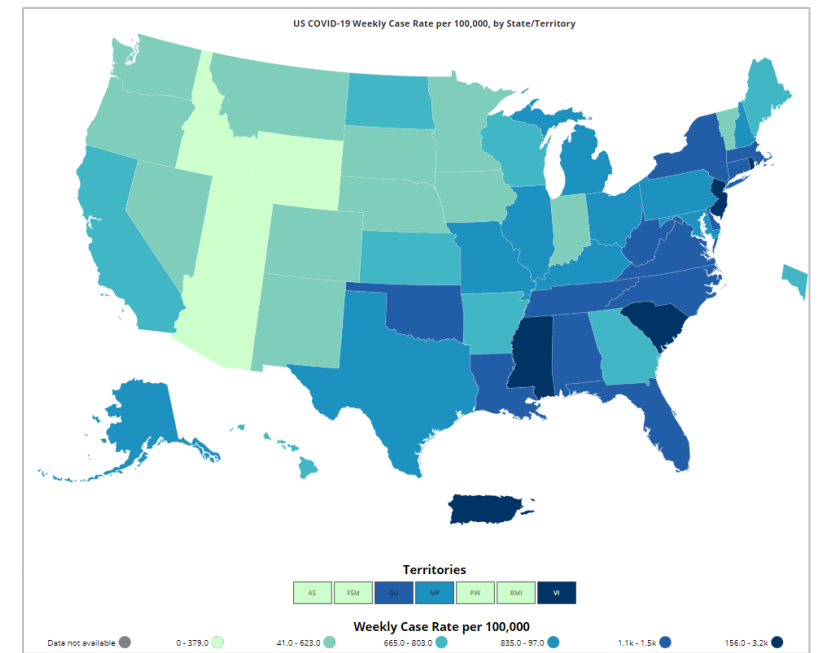 US COVID-19 Weekly Case Rate per 100,000, by State/Territory
Territories
AS FSM GU MP PW RMI VI
Weekly Case Rate per 100,000
Data not available 0 - 379.0 41.0 - 623.0 665.0 - 803.0 835.0 - 97.0 1.1k - 1.5k 156.0 - 3.2k